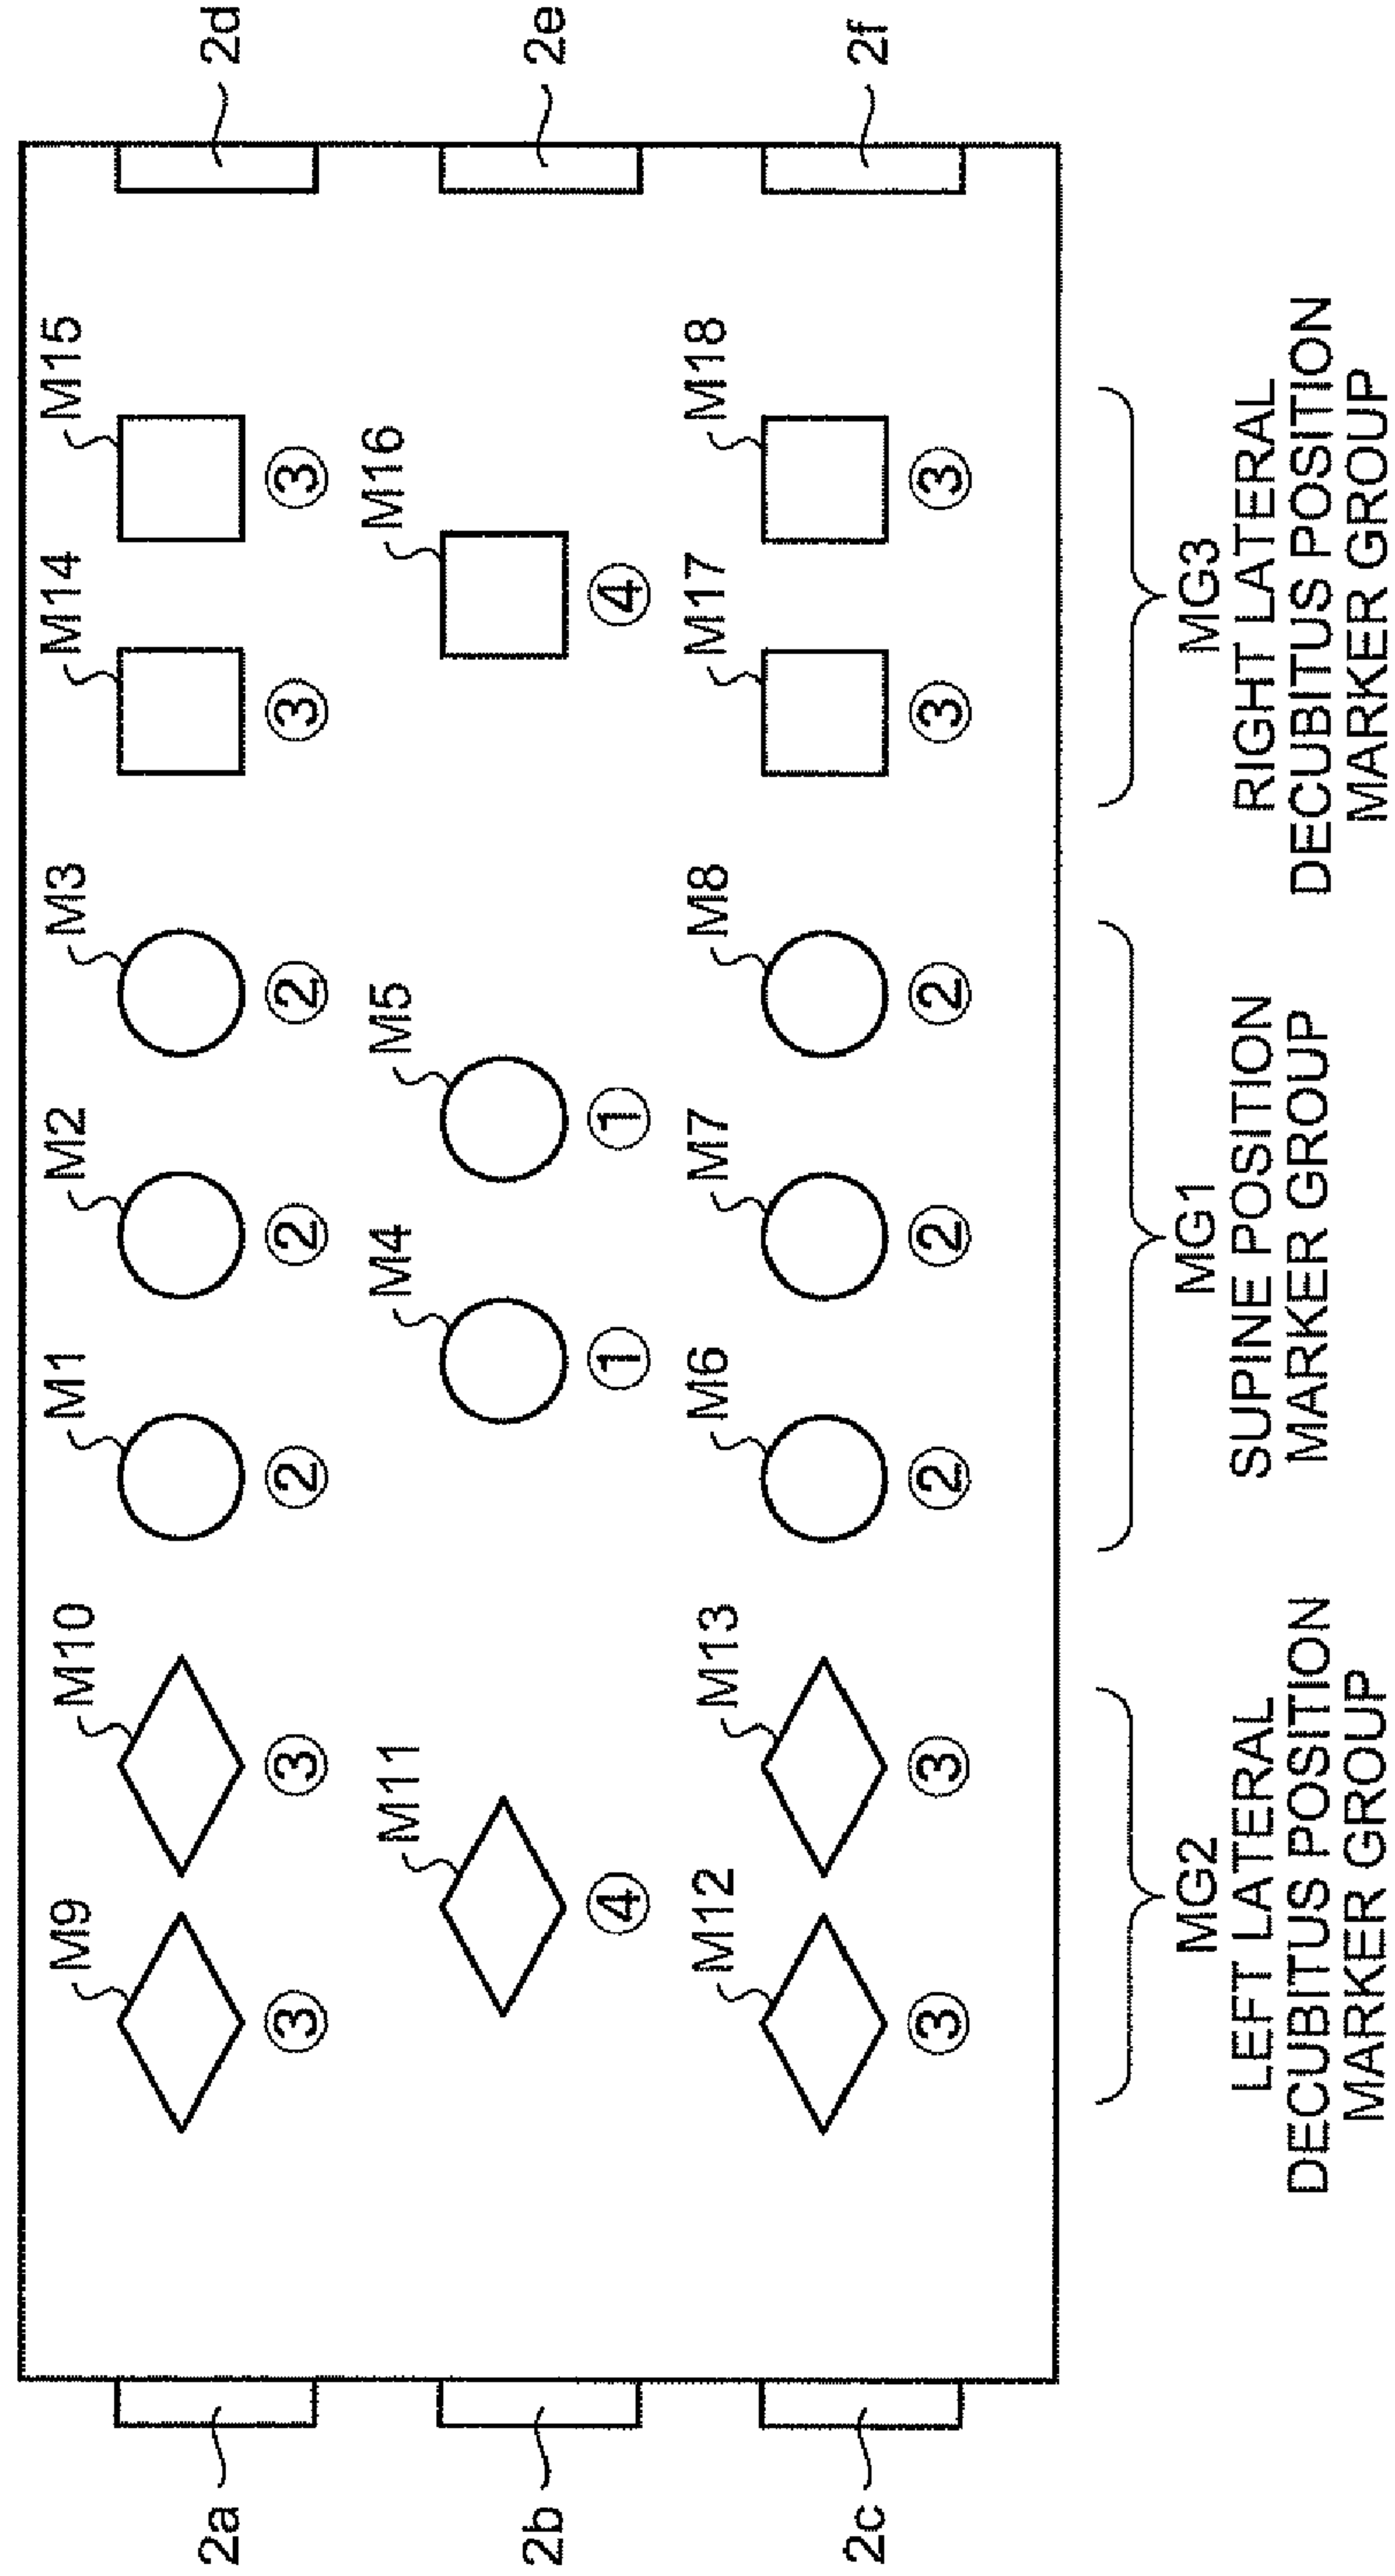 M9
M10
M1
M2
M3
M14
M15
③
③
②
②
②
③
③
M11
M4
M5
M16
④
①
①
④
M12
M13
M6
M7
M8
M17
M18
③
③
②
②
②
③
③
2a
2b
2c
2d
2e
2f
MG2
LEFT LATERAL
DECUBITUS POSITION
MARKER GROUP
MG1
SUPINE POSITION
MARKER GROUP
MG3
RIGHT LATERAL
DECUBITUS POSITION
MARKER GROUP